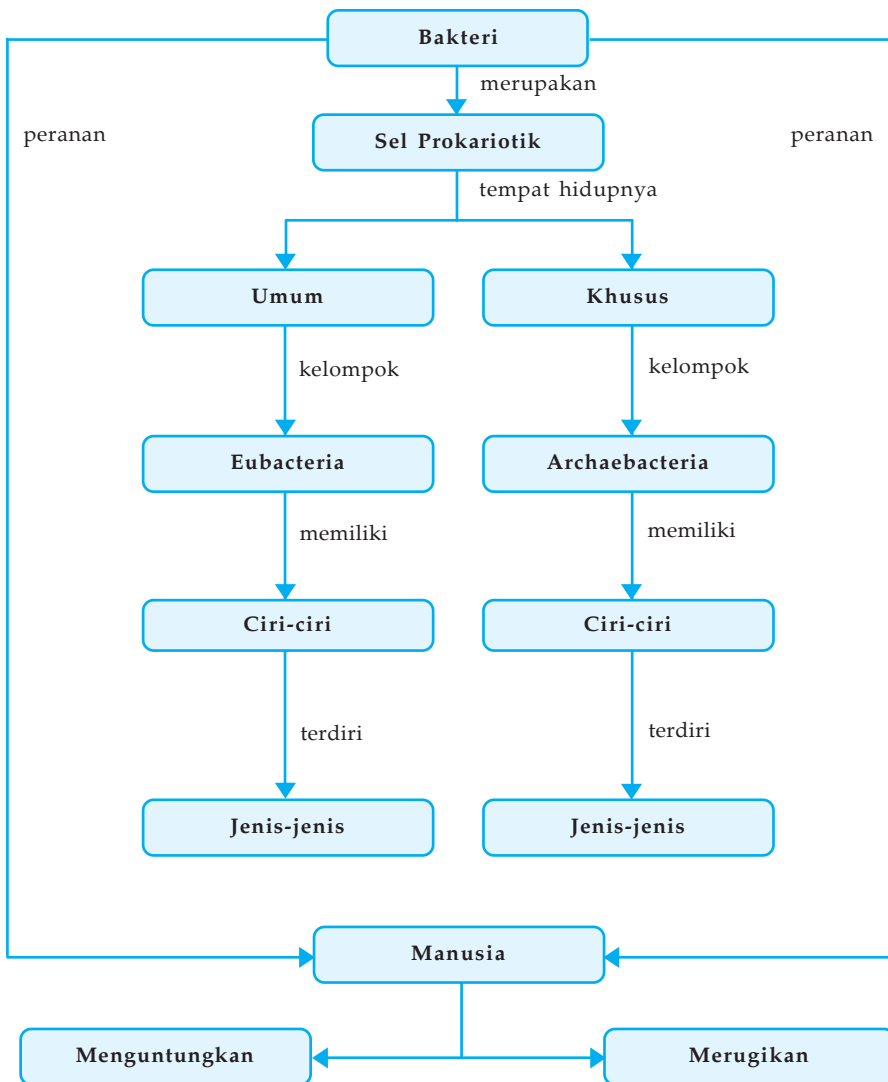 Bakteri
merupakan
peranan
peranan
Sel Prokariotik
tempat hidupnya
Umum
Khusus
kelompok
kelompok
Eubacteria
Archaebacteria
memiliki
memiliki
Ciri-ciri
Ciri-ciri
terdiri
terdiri
Jenis-jenis
Jenis-jenis
Manusia
Menguntungkan
Merugikan